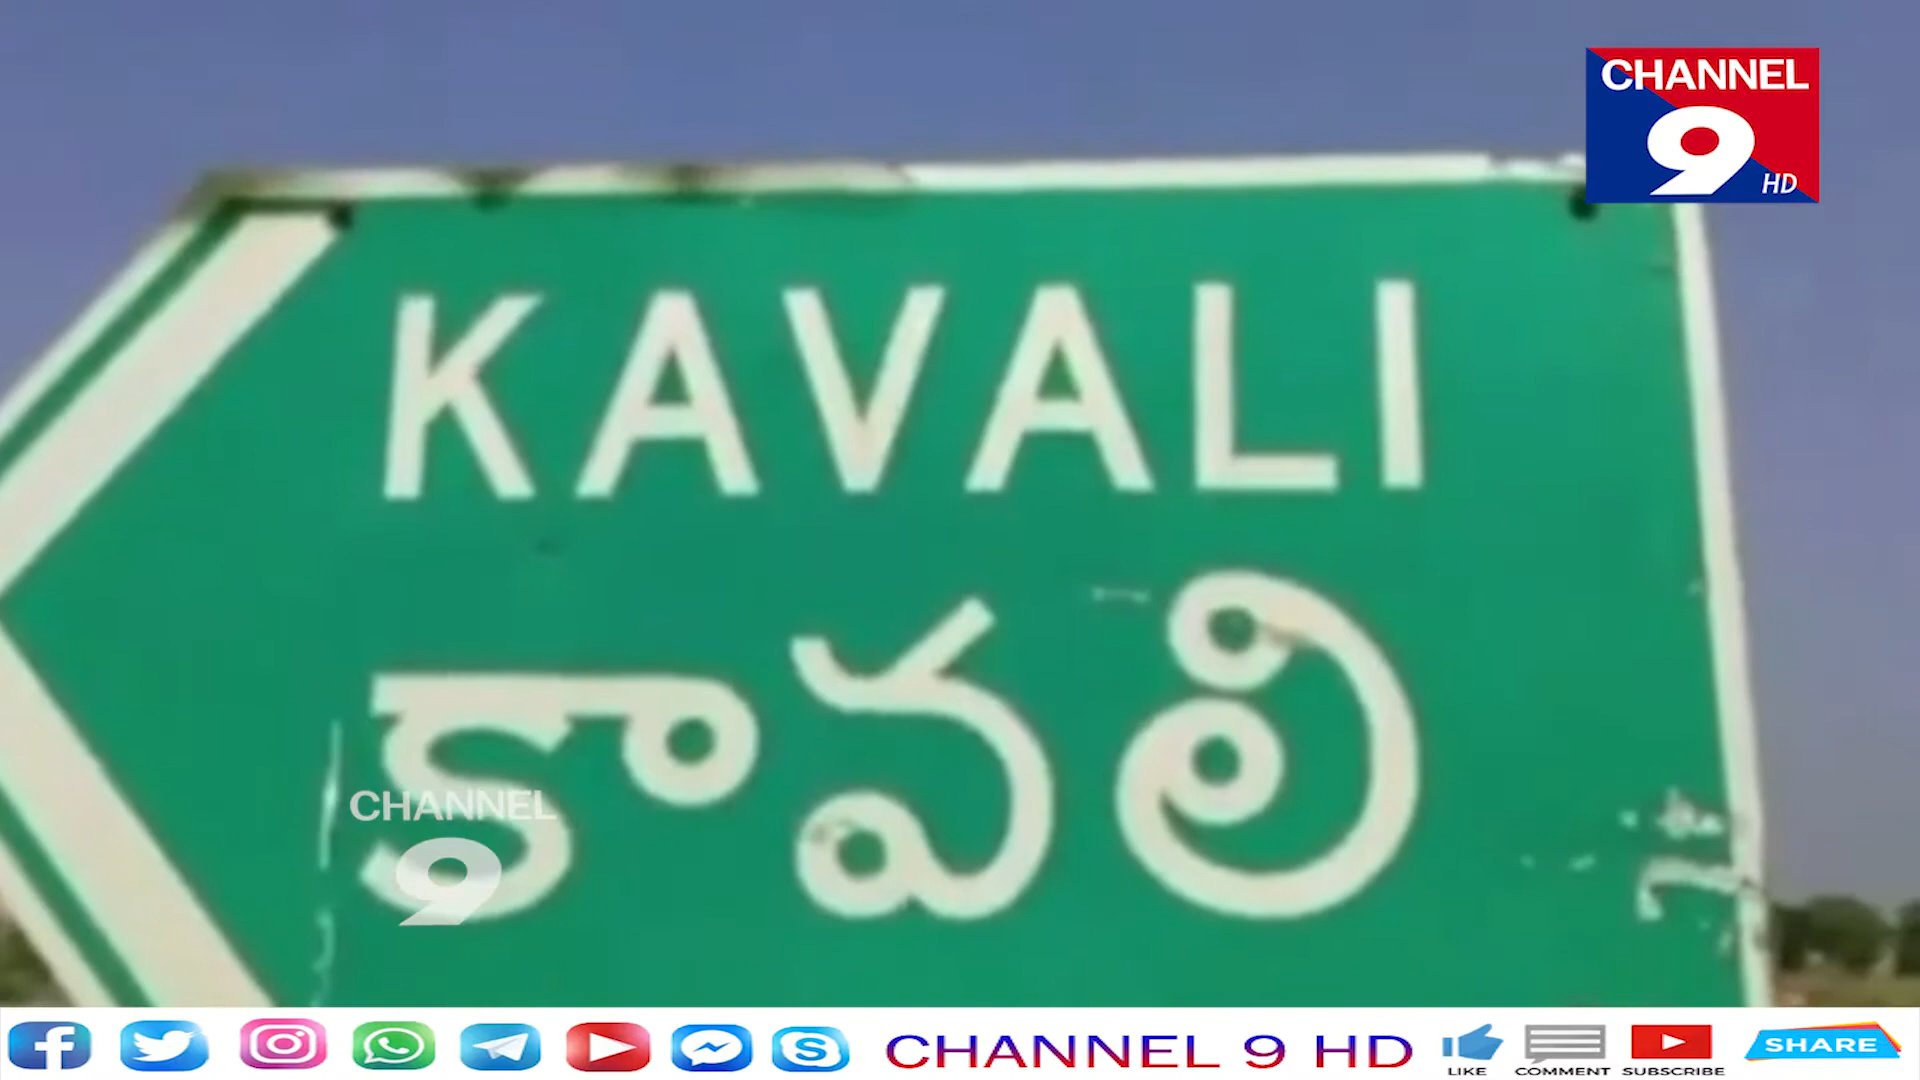 CHANNEL
9
HD
KAVALI
కావలి
CHANNEL
9
CHANNEL 9 HD
LIKE
COMMENT
SUBSCRIBE
SHARE